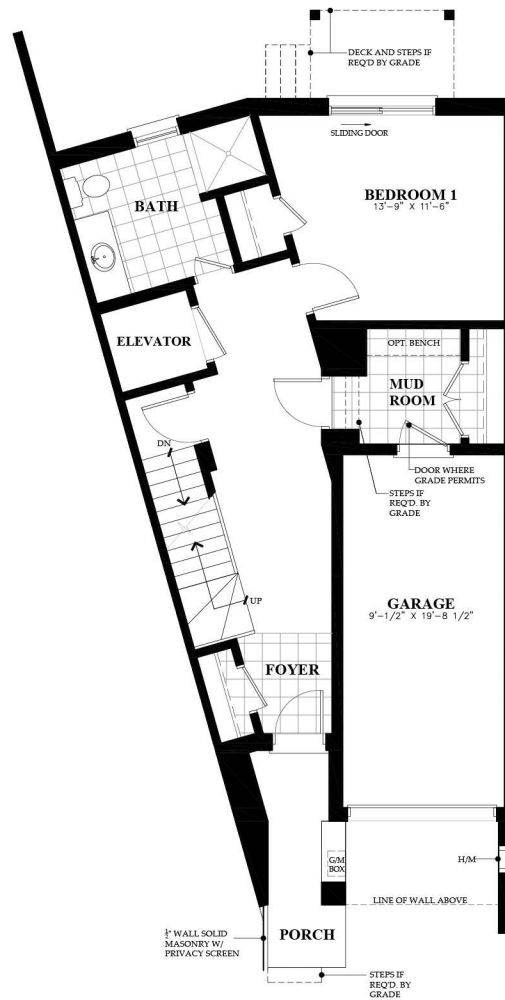 DECK AND STEPS IF
REQ'D BY GRADE
SLIDING DOOR
BEDROOM 1
13'-9" X 11'-6"
BATH
ELEVATOR
OPT. BENCH
MUD
ROOM
DN
DOOR WHERE
GRADE PERMITS
STEPS IF
REQ'D. BY
GRADE
UP
GARAGE
9'-1/2" X 19'-8 1/2"
FOYER
G/M
BOX
H/M
LINE OF WALL ABOVE
½" WALL SOLID
MASONRY W/
PRIVACY SCREEN
PORCH
STEPS IF
REQ'D. BY
GRADE